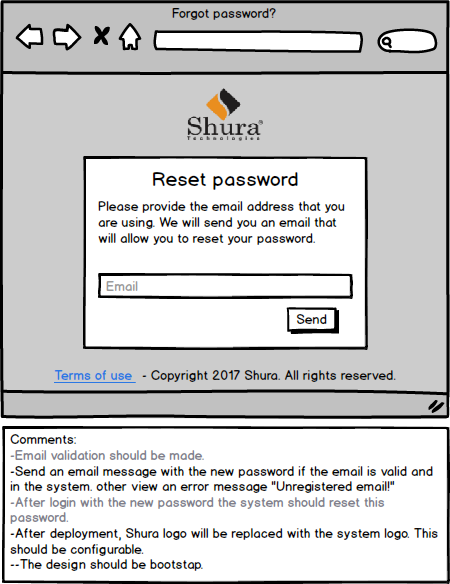 Forgot password?
Shura®
Technologies
Reset password
Please provide the email address that you
are using. We will send you an email that
will allow you to reset your password.
Email
Send
Terms of use - Copyright 2017 Shura. All rights reserved.
Comments:
-Email validation should be made.
-Send an email message with the new password if the email is valid and
in the system. other view an error message "Unregistered email!"
-After login with the new password the system should reset this
password.
-After deployment, Shura logo will be replaced with the system logo. This
should be configurable.
--The design should be bootstap.